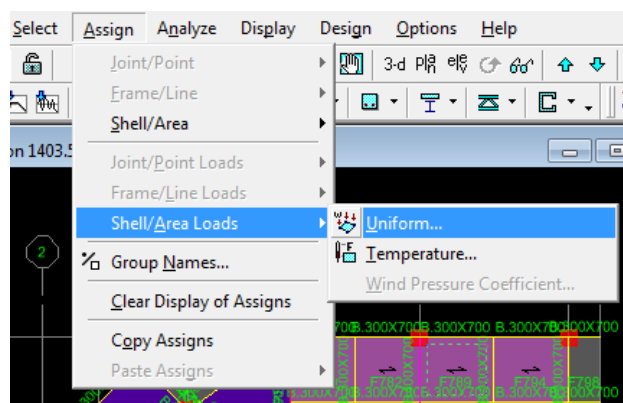 Select Assign Analyze Display Design Options Help
Joint/Point
3-d
Frame/Line
Shell/Area
on 1403.5
Joint/Point Loads
Frame/Line Loads
Shell/Area Loads
Uniform...
2
Group Names...
Temperature...
Wind Pressure Coefficient...
Clear Display of Assigns
Copy Assigns
B.300X700 B.300X700
Paste Assigns
F782 F789 F794 F798